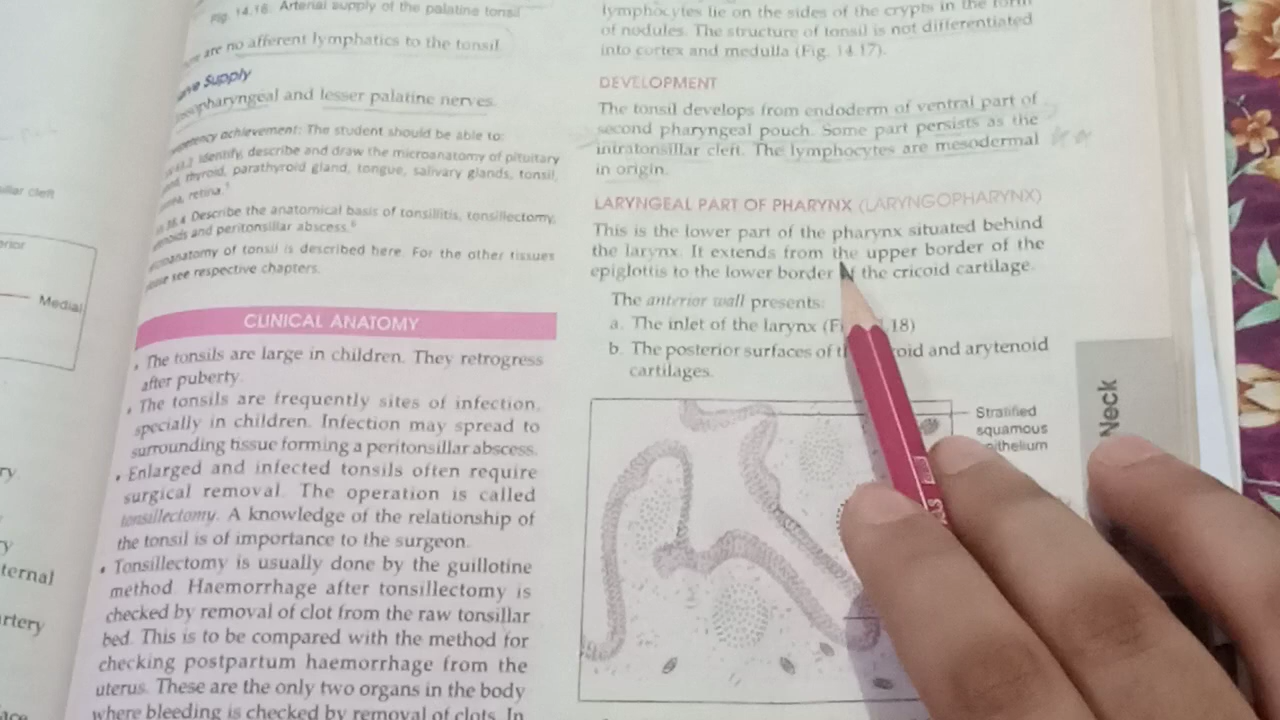 Fig. 14.16: Arterial supply of the palatine tonsil
are no afferent lymphatics to the tonsil.
Supply
and lesser palatine nerves.
achievement: The student should be able to:
identify, describe and draw the microanatomy of pituitary
thyroid, parathyroid gland, tongue, salivary glands, tonsil,
retina.
Describe the anatomical basis of tonsillitis, tonsillectomy,
and peritonsillar abscess.
of tonsil is described here. For the other tissues
see respective chapters.
CLINICAL ANATOMY
• The tonsils are large in children. They retrogress
after puberty.
• The tonsils are frequently sites of infection,
specially in children. Infection may spread to
surrounding tissue forming a peritonsillar abscess.
• Enlarged and infected tonsils often require
surgical removal. The operation is called
tonsillectomy. A knowledge of the relationship of
the tonsil is of importance to the surgeon.
• Tonsillectomy is usually done by the guillotine
method. Haemorrhage after tonsillectomy is
checked by removal of clot from the raw tonsillar
bed. This is to be compared with the method for
checking postpartum haemorrhage from the
uterus. These are the only two organs in the body
where bleeding is checked by removal of clots. In
lymphocytes lie on the sides of the crypts in the form
of nodules. The structure of tonsil is not differentiated
into cortex and medulla (Fig. 14.17).
DEVELOPMENT
The tonsil develops from endoderm of ventral part of
second pharyngeal pouch. Some part persists as the
intratonsillar cleft. The lymphocytes are mesodermal
in origin.
LARYNGEAL PART OF PHARYNX (LARYNGOPHARYNX)
This is the lower part of the pharynx situated behind
the larynx. It extends from the upper border of the
epiglottis to the lower border of the cricoid cartilage.
The anterior wall presents:
a. The inlet of the larynx 18)
b. The posterior surfaces of and arytenoid
cartilages.
Stratified
squamous
Neck
cleft
Medial